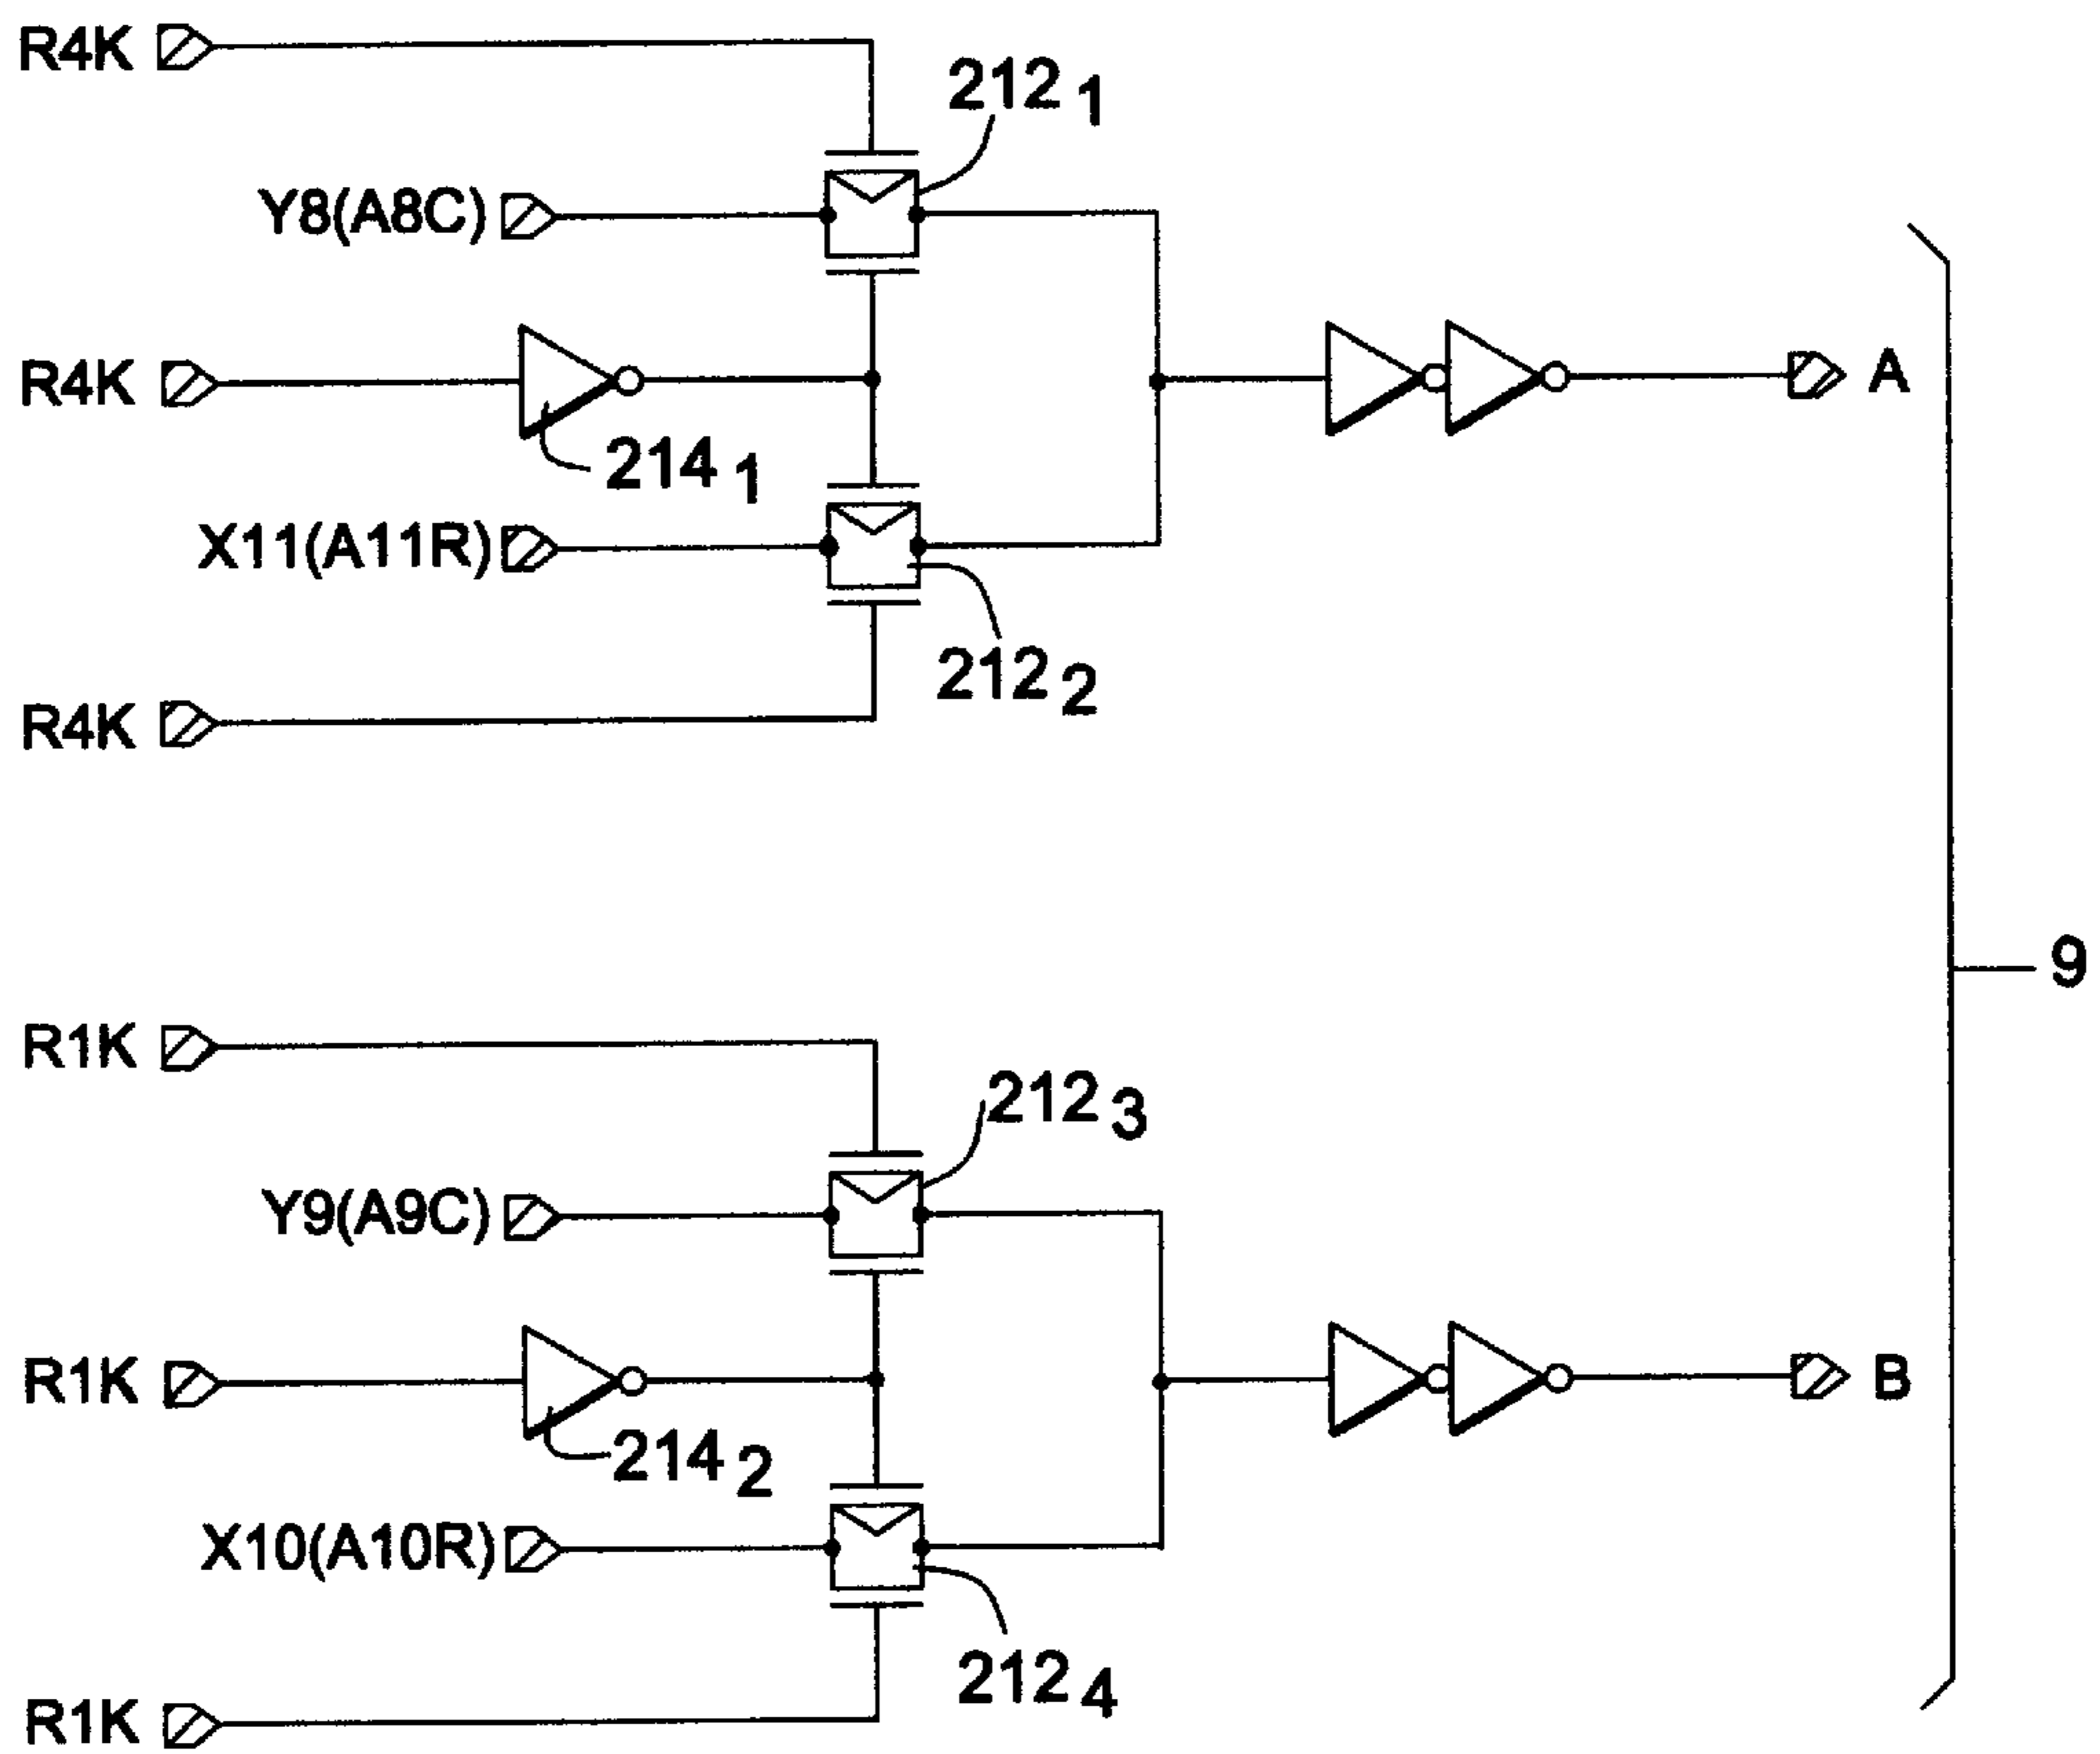 R4K
212 1
Y8(A8C)
R4K
A
214 1
X11(A11R)
212 2
R4K
9
R1K
212 3
Y9(A9C)
R1K
B
214 2
X10(A10R)
212 4
R1K